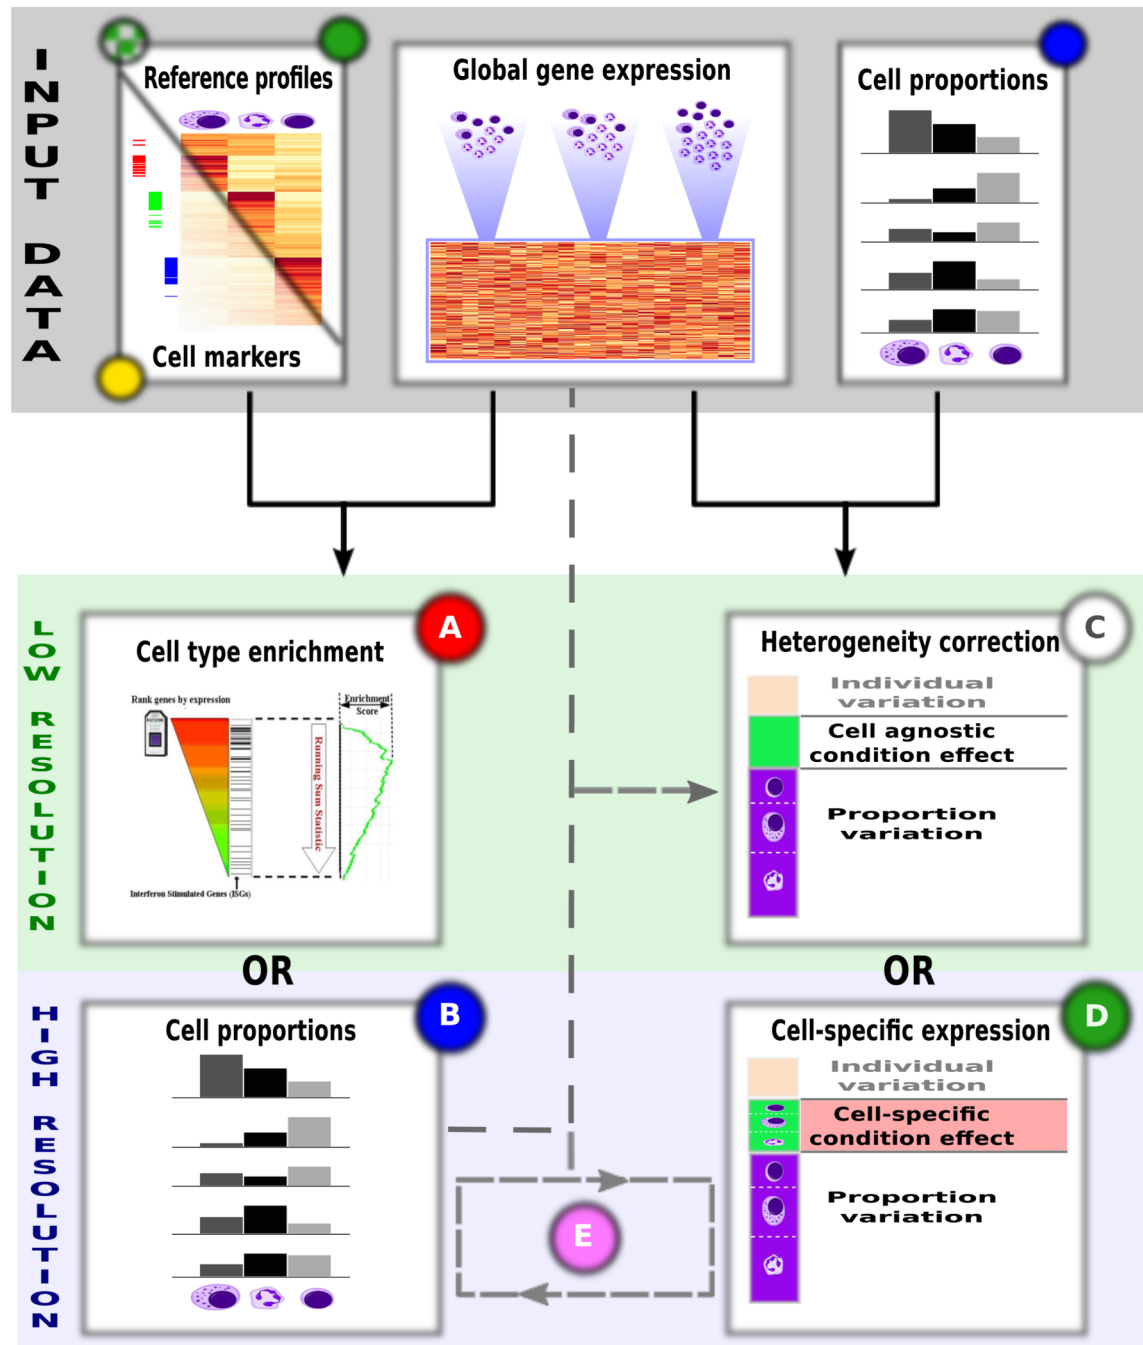 INPUT DATA
Reference profiles
Cell markers
Global gene expression
Cell proportions
LOW RESOLUTION
A
Cell type enrichment
Rank genes by expression
Enrichment
Score
Running Sum Statistic
Interferon Stimulated Genes (ISGs)
C
Heterogeneity correction
Individual
variation
Cell agnostic
condition effect
Proportion
variation
OR
OR
HIGH RESOLUTION
B
Cell proportions
E
D
Cell-specific expression
Individual
variation
Cell-specific
condition effect
Proportion
variation